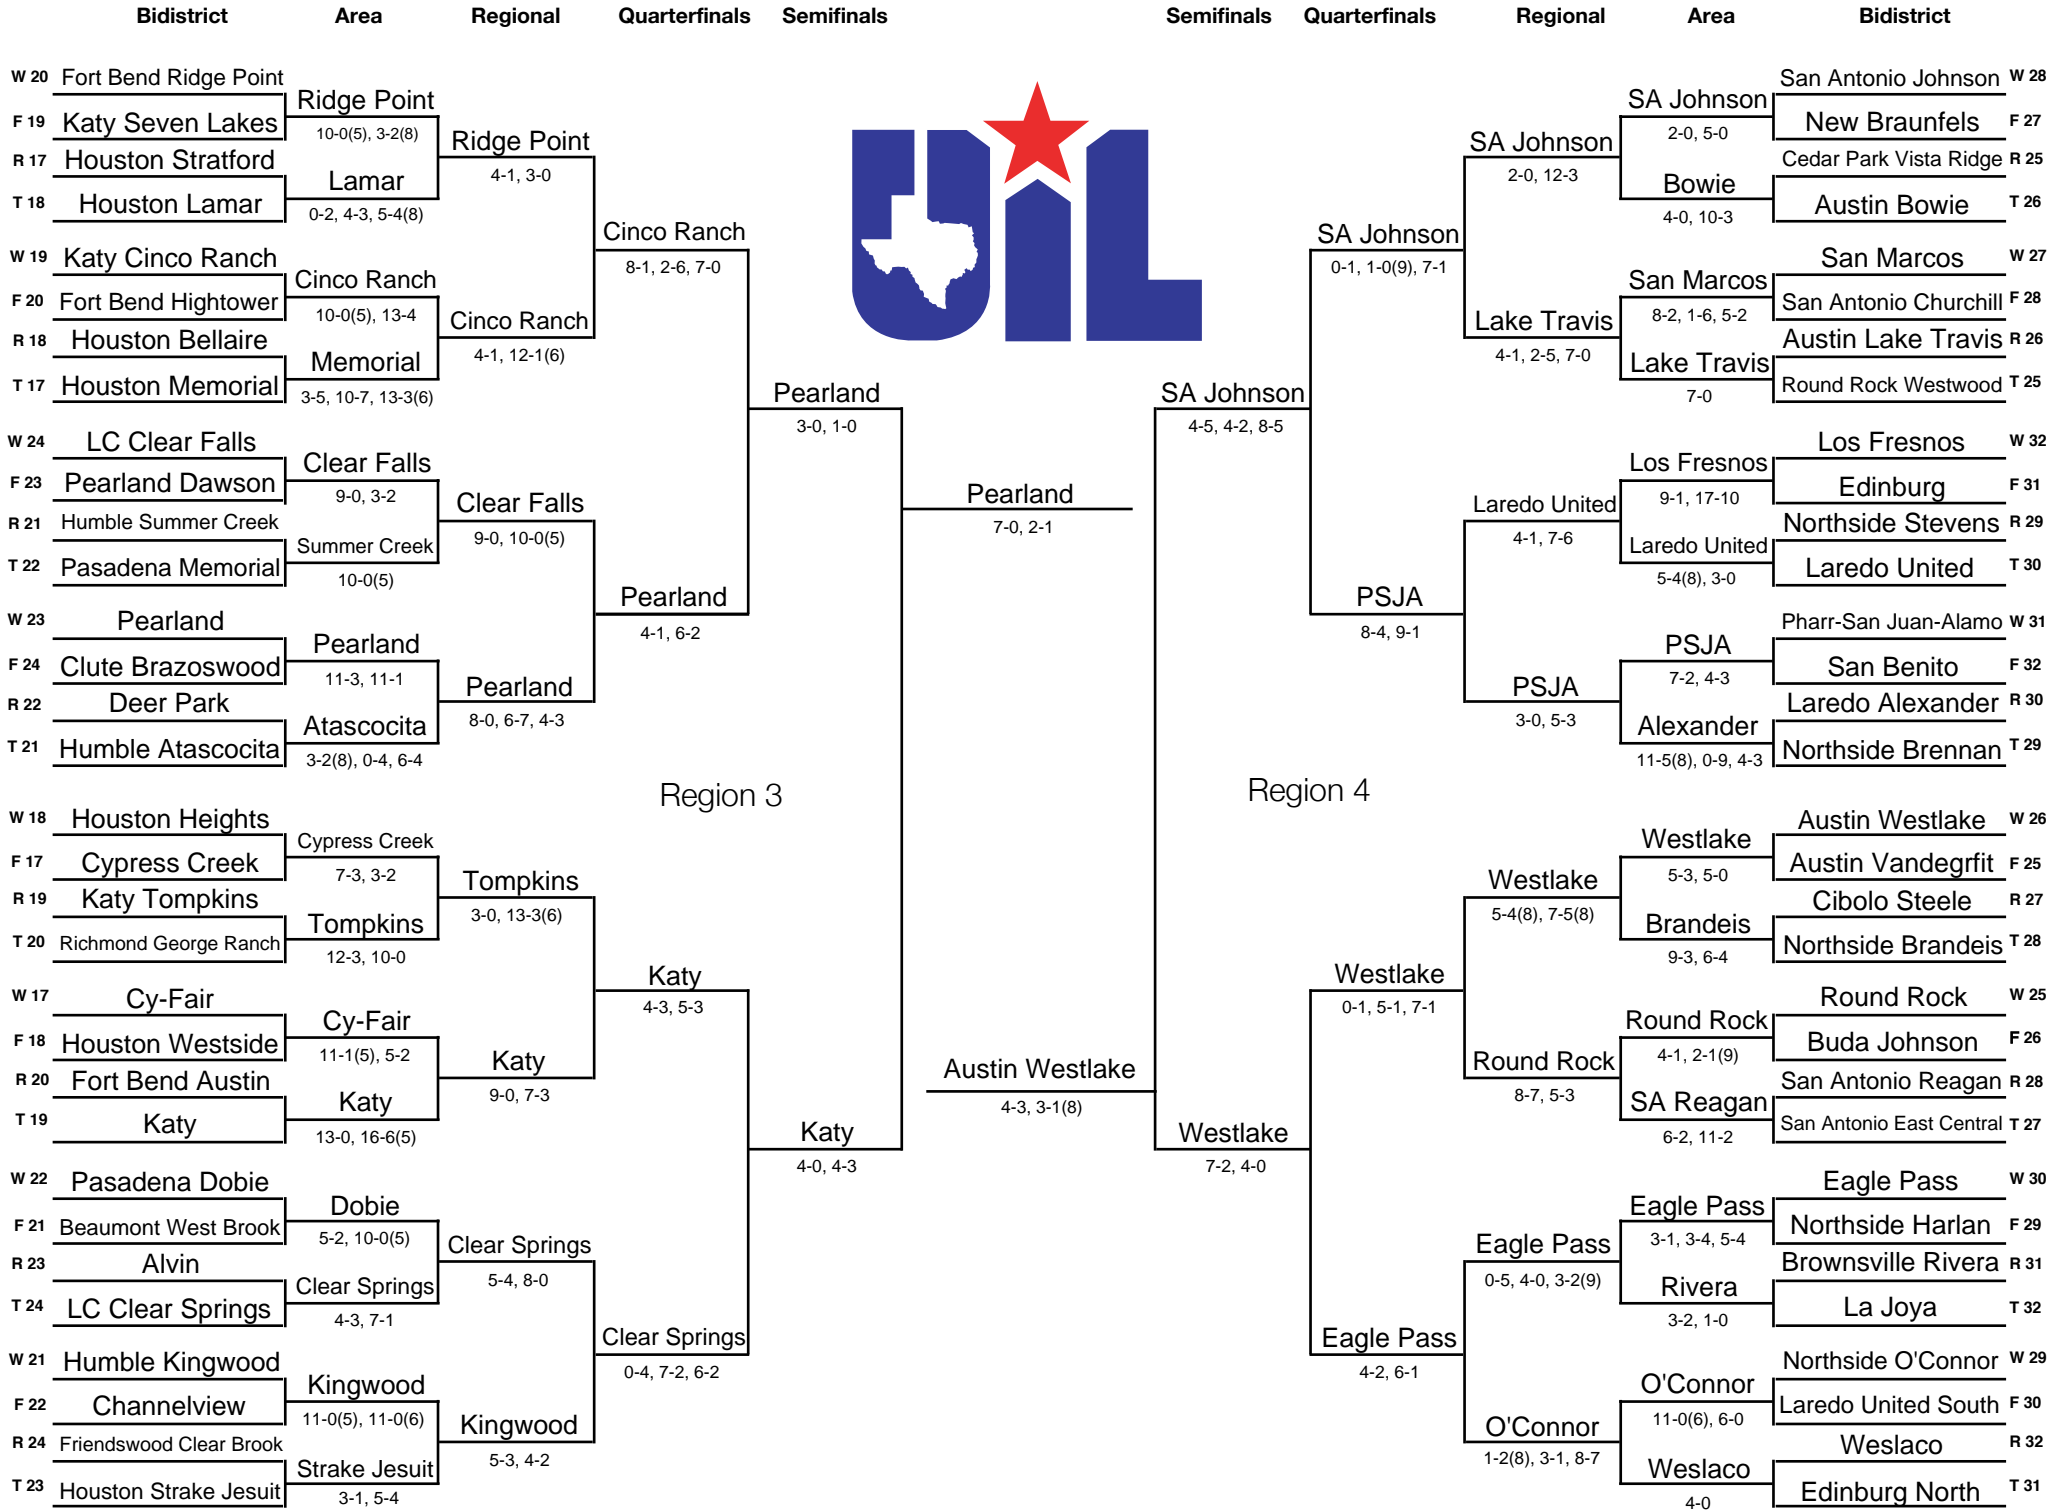 Bidistrict Area Regional Quarterfinals Semifinals Semifinals Quarterfinals Regional Area Bidistrict
W 20 Fort Bend Ridge Point
Ridge Point
10-0(5), 3-2(8)
F 19 Katy Seven Lakes
Ridge Point
4-1, 3-0
R 17 Houston Stratford
Lamar
0-2, 4-3, 5-4(8)
T 18 Houston Lamar
Cinco Ranch
8-1, 2-6, 7-0
W 19 Katy Cinco Ranch
Cinco Ranch
10-0(5), 13-4
F 20 Fort Bend Hightower
Cinco Ranch
4-1, 12-1(6)
R 18 Houston Bellaire
Memorial
3-5, 10-7, 13-3(6)
T 17 Houston Memorial
Pearland
3-0, 1-0
W 24 LC Clear Falls
Clear Falls
9-0, 3-2
F 23 Pearland Dawson
Clear Falls
9-0, 10-0(5)
R 21 Humble Summer Creek
Summer Creek
10-0(5)
T 22 Pasadena Memorial
Pearland
4-1, 6-2
W 23 Pearland
Pearland
11-3, 11-1
F 24 Clute Brazoswood
Pearland
8-0, 6-7, 4-3
R 22 Deer Park
Atascocita
3-2(8), 0-4, 6-4
T 21 Humble Atascocita
Region 3
Pearland
7-0, 2-1
W 18 Houston Heights
Cypress Creek
7-3, 3-2
F 17 Cypress Creek
Tompkins
3-0, 13-3(6)
R 19 Katy Tompkins
Tompkins
12-3, 10-0
T 20 Richmond George Ranch
Katy
4-3, 5-3
W 17 Cy-Fair
Cy-Fair
11-1(5), 5-2
F 18 Houston Westside
Katy
9-0, 7-3
R 20 Fort Bend Austin
Katy
13-0, 16-6(5)
T 19 Katy
Katy
4-0, 4-3
W 22 Pasadena Dobie
Dobie
5-2, 10-0(5)
F 21 Beaumont West Brook
Clear Springs
5-4, 8-0
R 23 Alvin
Clear Springs
4-3, 7-1
T 24 LC Clear Springs
Clear Springs
0-4, 7-2, 6-2
W 21 Humble Kingwood
Kingwood
11-0(5), 11-0(6)
F 22 Channelview
Kingwood
5-3, 4-2
R 24 Friendswood Clear Brook
Strake Jesuit
3-1, 5-4
T 23 Houston Strake Jesuit
UIL
San Antonio Johnson W 28
SA Johnson
2-0, 5-0
New Braunfels F 27
SA Johnson
2-0, 12-3
Cedar Park Vista Ridge R 25
Bowie
4-0, 10-3
Austin Bowie T 26
SA Johnson
0-1, 1-0(9), 7-1
San Marcos W 27
San Marcos
8-2, 1-6, 5-2
San Antonio Churchill F 28
Lake Travis
4-1, 2-5, 7-0
Austin Lake Travis R 26
Lake Travis
7-0
Round Rock Westwood T 25
SA Johnson
4-5, 4-2, 8-5
Los Fresnos W 32
Los Fresnos
9-1, 17-10
Edinburg F 31
Laredo United
4-1, 7-6
Northside Stevens R 29
Laredo United
5-4(8), 3-0
Laredo United T 30
PSJA
8-4, 9-1
Pharr-San Juan-Alamo W 31
PSJA
7-2, 4-3
San Benito F 32
PSJA
3-0, 5-3
Laredo Alexander R 30
Alexander
11-5(8), 0-9, 4-3
Northside Brennan T 29
Region 4
Austin Westlake
4-3, 3-1(8)
Austin Westlake W 26
Westlake
5-3, 5-0
Austin Vandegrfit F 25
Westlake
5-4(8), 7-5(8)
Cibolo Steele R 27
Brandeis
9-3, 6-4
Northside Brandeis T 28
Westlake
0-1, 5-1, 7-1
Round Rock W 25
Round Rock
4-1, 2-1(9)
Buda Johnson F 26
Round Rock
8-7, 5-3
San Antonio Reagan R 28
SA Reagan
6-2, 11-2
San Antonio East Central T 27
Westlake
7-2, 4-0
Eagle Pass W 30
Eagle Pass
3-1, 3-4, 5-4
Northside Harlan F 29
Eagle Pass
0-5, 4-0, 3-2(9)
Brownsville Rivera R 31
Rivera
3-2, 1-0
La Joya T 32
Eagle Pass
4-2, 6-1
Northside O'Connor W 29
O'Connor
11-0(6), 6-0
Laredo United South F 30
O'Connor
1-2(8), 3-1, 8-7
Weslaco R 32
Weslaco
4-0
Edinburg North T 31